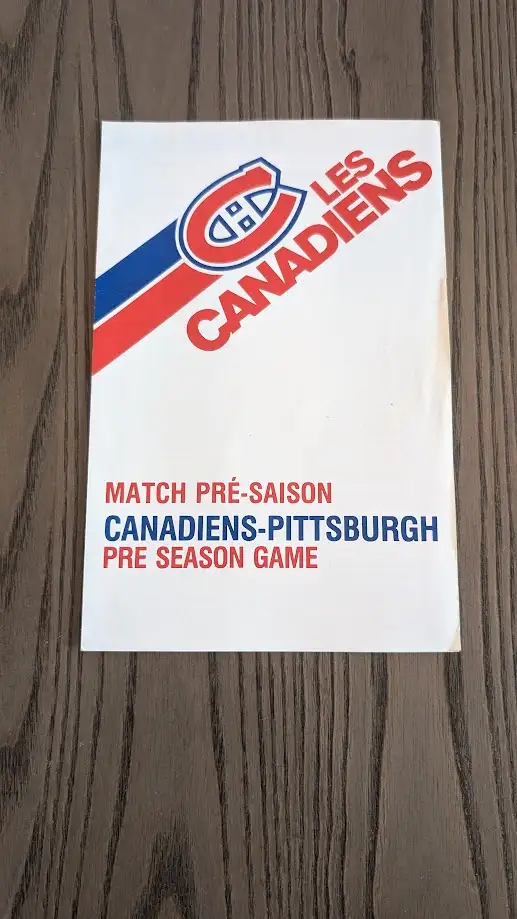 LES
CANADIENS
MATCH PRÉ-SAISON
CANADIENS-PITTSBURGH
PRE SEASON GAME